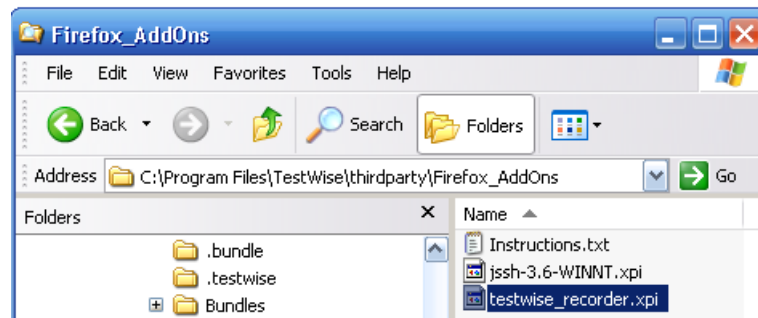 Firefox_AddOns
File Edit View Favorites Tools Help
Back Search Folders
Address C:\Program Files\TestWise\thirdparty\Firefox_AddOns Go
Folders Name
.bundle Instructions.txt
.testwise jssh-3.6-WINNT.xpi
Bundles testwise_recorder.xpi